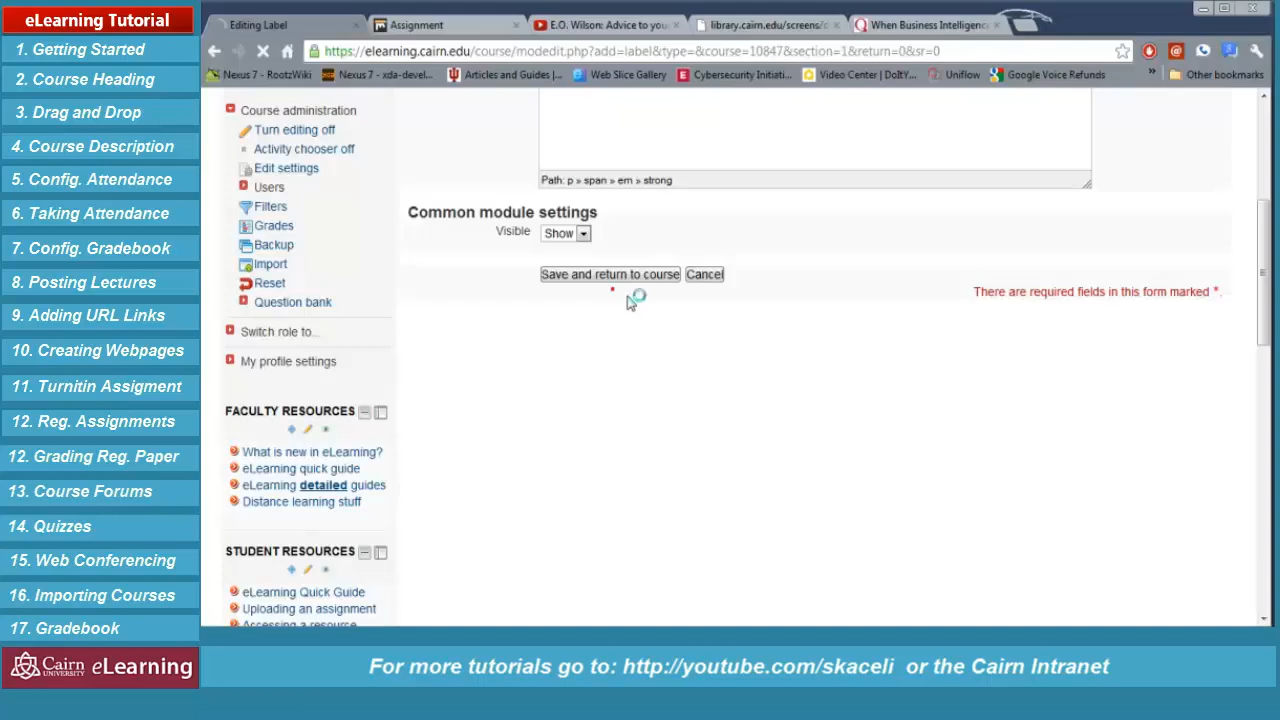 eLearning Tutorial
1. Getting Started
2. Course Heading
3. Drag and Drop
4. Course Description
5. Config. Attendance
6. Taking Attendance
7. Config. Gradebook
8. Posting Lectures
9. Adding URL Links
10. Creating Webpages
11. Turnitin Assigment
12. Reg. Assignments
12. Grading Reg. Paper
13. Course Forums
14. Quizzes
15. Web Conferencing
16. Importing Courses
17. Gradebook
Cairn UNIVERSITY eLearning
Editing Label
Assignment
E.O. Wilson: Advice to you
library.cairn.edu/screens/
When Business Intelligenc
https://elearning.cairn.edu/course/modedit.php?add=label&type=&course=10847&section=1&return=0&sr=0
Nexus 7 - RootzWiki
Nexus 7 - xda-devel...
Articles and Guides |...
Web Slice Gallery
Cybersecurity Initiati...
Video Center | DoItY...
Uniflow
Google Voice Refunds
»
Other bookmarks
Course administration
Turn editing off
Activity chooser off
Edit settings
Users
Filters
Grades
Backup
Import
Reset
Question bank
Switch role to...
My profile settings
FACULTY RESOURCES
What is new in eLearning?
eLearning quick guide
eLearning detailed guides
Distance learning stuff
STUDENT RESOURCES
eLearning Quick Guide
Uploading an assignment
Accessing a resource
Path: p » span » em » strong
Common module settings
Visible Show
Save and return to course Cancel
There are required fields in this form marked *.
For more tutorials go to: http://youtube.com/skaceli or the Cairn Intranet